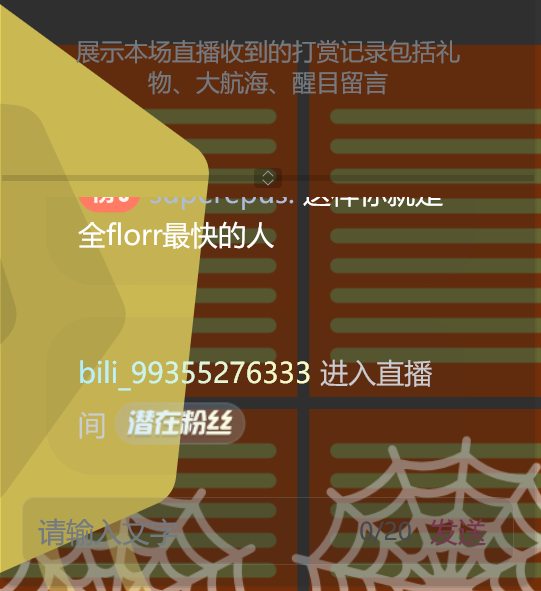 展示本场直播收到的打赏记录包括礼
物、大航海、醒目留言
superepus: 这样你就是
全florr最快的人
bili_99355276333 进入直播
间 潜在粉丝
请输入文字 0/20 发送